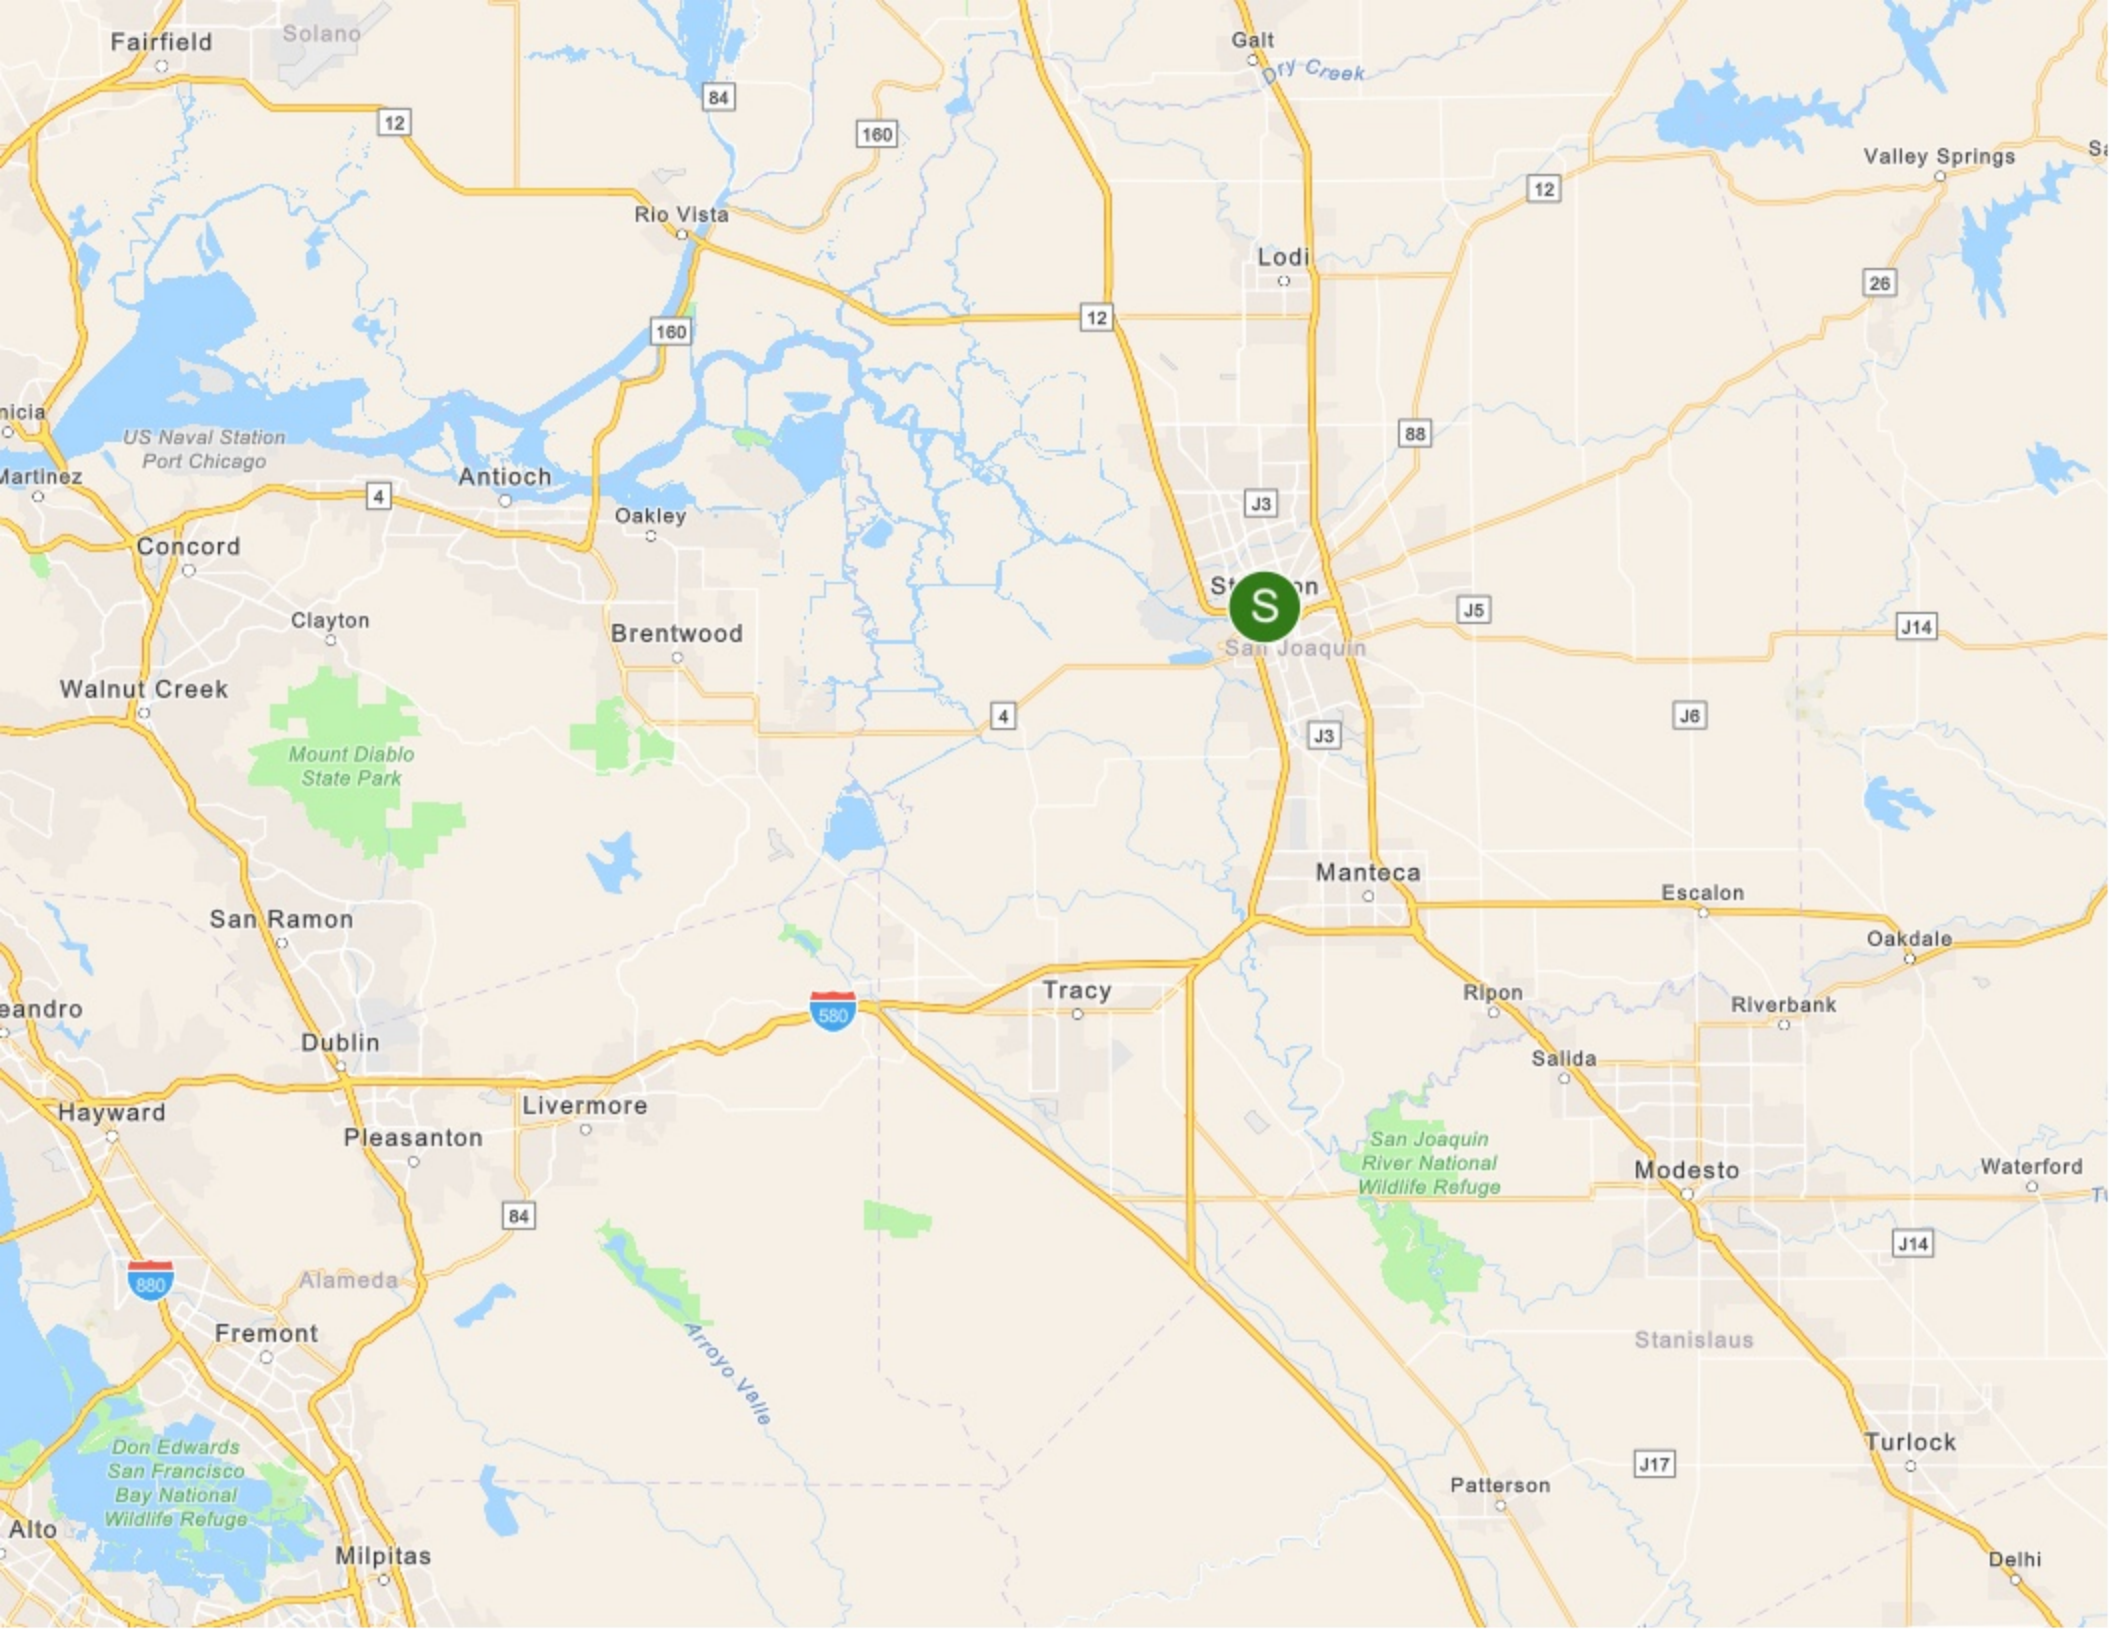 Fairfield
Solano
Galt
Dry Creek
84
12
160
Valley Springs
12
Rio Vista
Lodi
26
160
12
nicia
88
US Naval Station
Port Chicago
Martinez
Antioch
4
J3
Oakley
Concord
S
J5
Clayton
J14
Brentwood
San Joaquin
Walnut Creek
4
J6
J3
Mount Diablo
State Park
Manteca
Escalon
San Ramon
Oakdale
Tracy
Ripon
Riverbank
eandro
580
Dublin
Salida
Livermore
Hayward
Pleasanton
San Joaquin
River National
Wildlife Refuge
Modesto
Waterford
84
J14
880
Alameda
Fremont
Stanislaus
Arroyo Valle
Turlock
Don Edwards
San Francisco
Bay National
Wildlife Refuge
J17
Patterson
Alto
Milpitas
Delhi